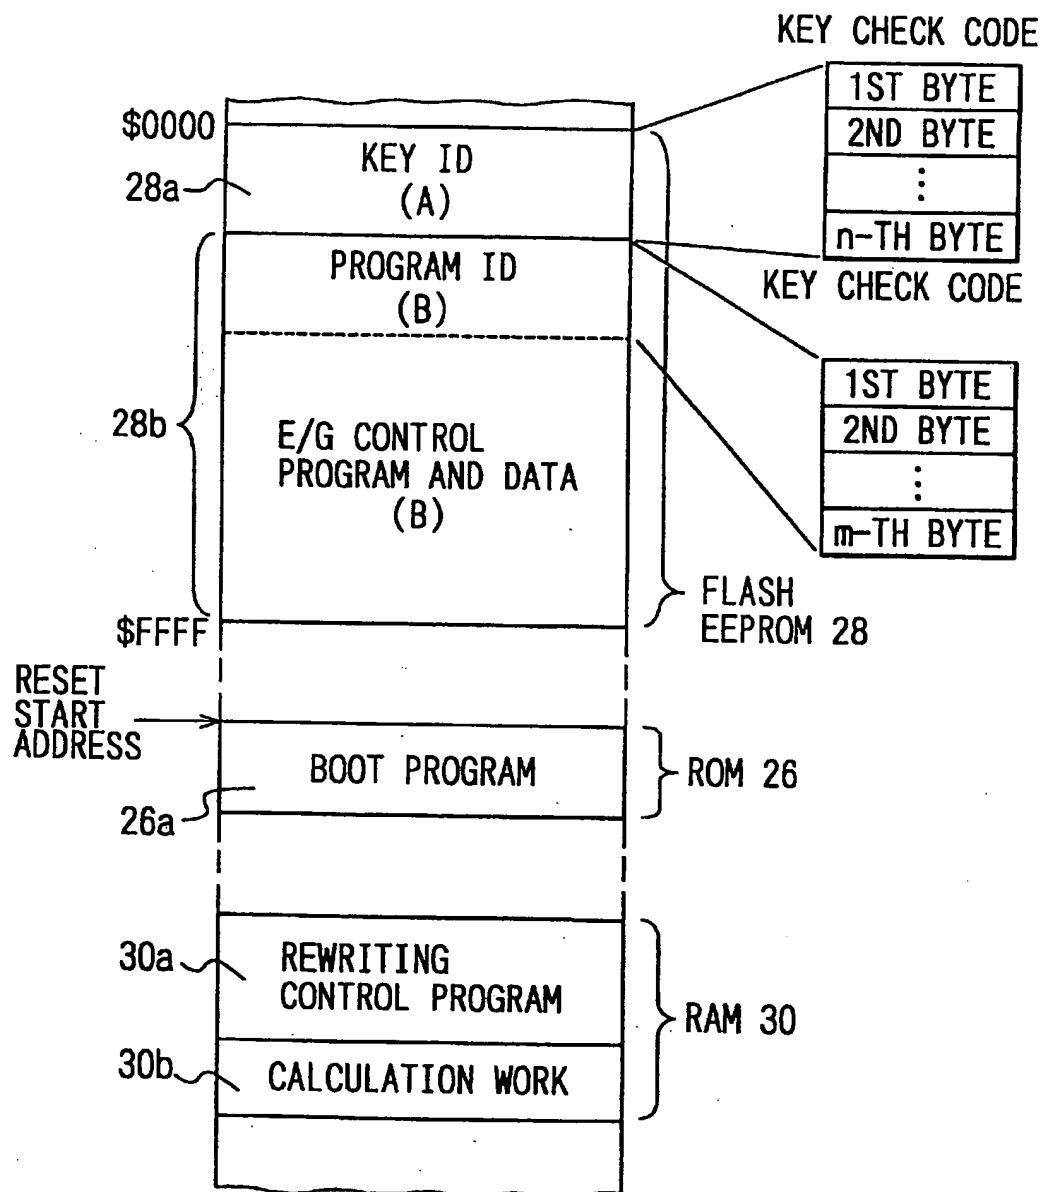 KEY CHECK CODE
1ST BYTE
2ND BYTE
⋮
n-TH BYTE
KEY CHECK CODE
1ST BYTE
2ND BYTE
⋮
m-TH BYTE
$0000
KEY ID
(A)
28a
PROGRAM ID
(B)
28b
E/G CONTROL
PROGRAM AND DATA
(B)
$FFFF
FLASH
EEPROM 28
RESET
START
ADDRESS
BOOT PROGRAM
ROM 26
26a
30a
REWRITING
CONTROL PROGRAM
RAM 30
30b
CALCULATION WORK